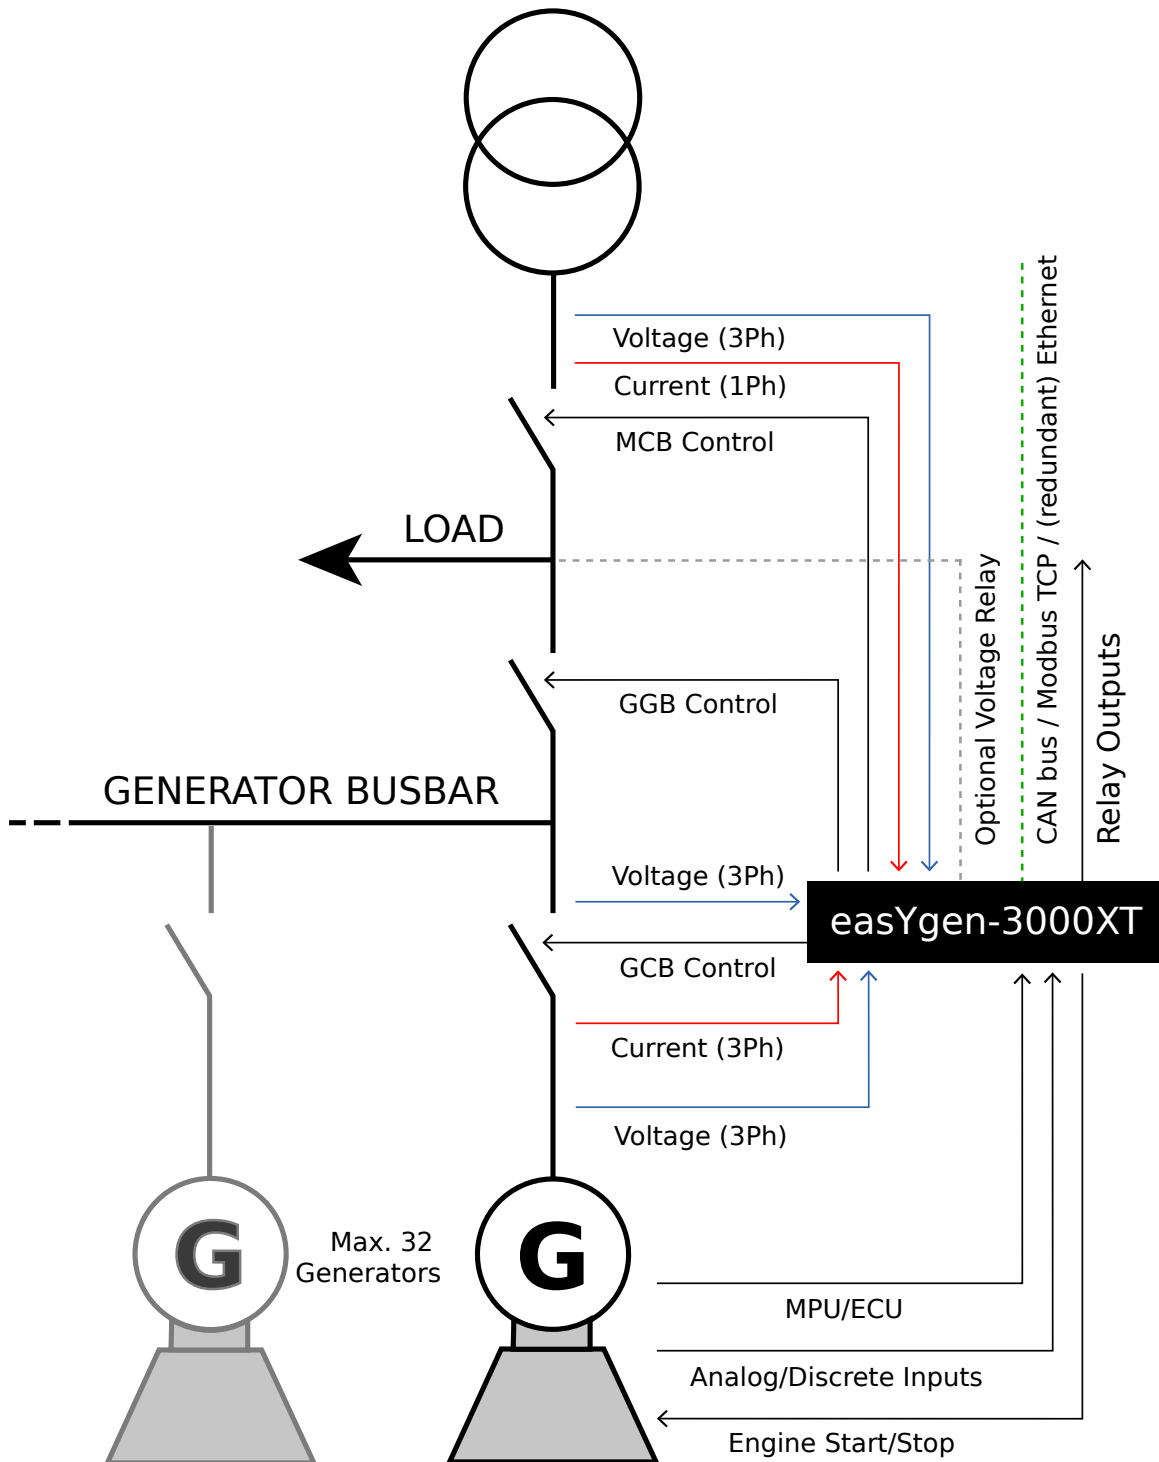 Voltage (3Ph)
Current (1Ph)
MCB Control
LOAD
GGB Control
GENERATOR BUSBAR
Optional Voltage Relay
CAN bus / Modbus TCP / (redundant) Ethernet
Relay Outputs
Voltage (3Ph)
easYgen-3000XT
GCB Control
Current (3Ph)
Voltage (3Ph)
G
Max. 32
Generators
G
MPU/ECU
Analog/Discrete Inputs
Engine Start/Stop